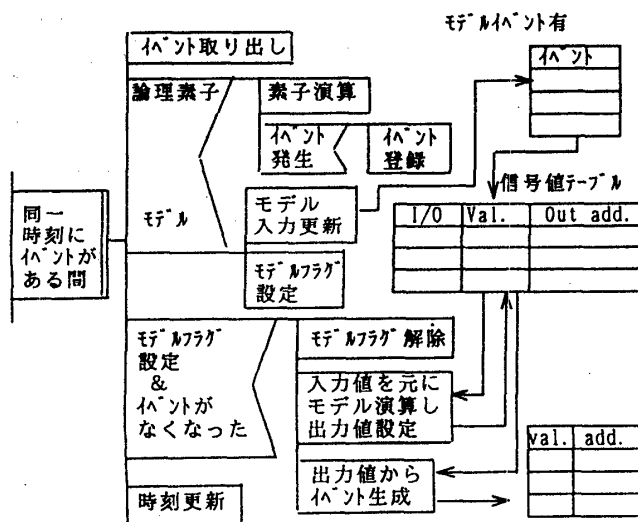 モデルイベント有
イベント取り出し
イベント
論理素子
素子演算
イベント
発生
イベント
登録
信号値テーブル
同一
時刻に
イベントが
ある間
モデル
モデル
入力更新
I/O Val. Out add.
モデルフラグ
設定
モデルフラグ
設定
&
イベントが
なくなった
モデルフラグ解除
入力値を元に
モデル演算し
出力値設定
val. add.
出力値から
イベント生成
時刻更新